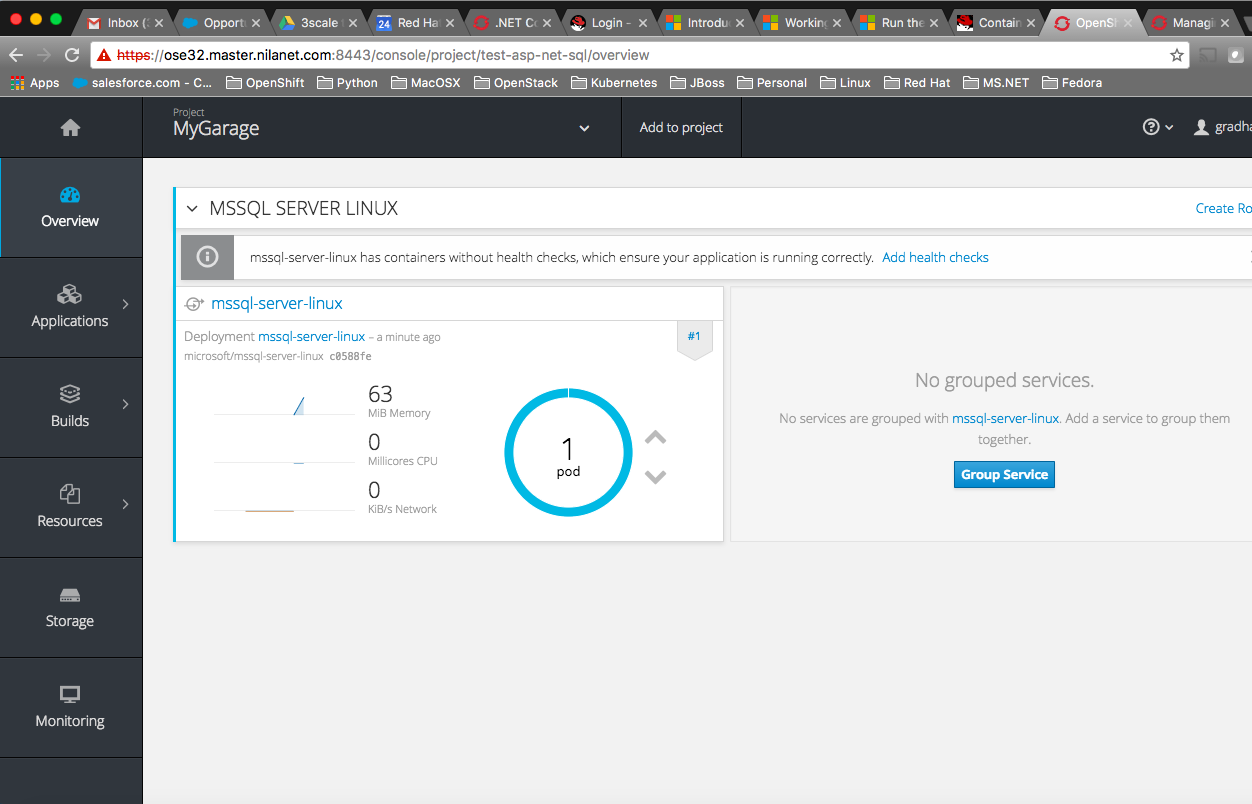 Inbox (
Opportu
3scale
24
Red Ha
.NET Co
Login -
Introdu
Working
Run the
Contain
OpenSh
Managi
https://ose32.master.nilanet.com:8443/console/project/test-asp-net-sql/overview
Apps
salesforce.com - C...
OpenShift
Python
MacOSX
OpenStack
Kubernetes
JBoss
Personal
Linux
Red Hat
MS.NET
Fedora
Project
MyGarage
Add to project
gradha
Overview
Applications
Builds
Resources
Storage
Monitoring
MSSQL SERVER LINUX
Create Ro
mssql-server-linux has containers without health checks, which ensure your application is running correctly. Add health checks
mssql-server-linux
Deployment mssql-server-linux – a minute ago
#1
microsoft/mssql-server-linux c0588fe
63
MiB Memory
0
Millicores CPU
0
KiB/s Network
1
pod
No grouped services.
No services are grouped with mssql-server-linux. Add a service to group them
together.
Group Service